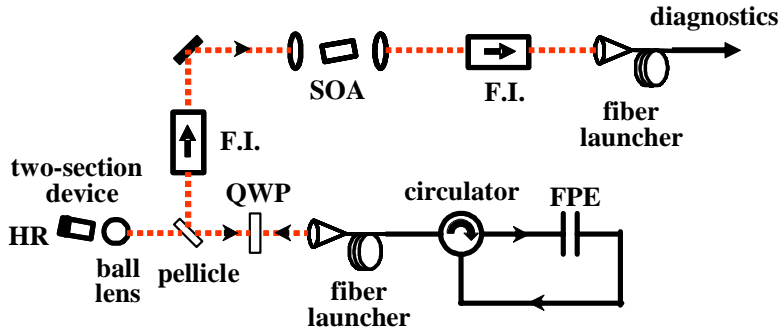 diagnostics
SOA
F.I.
fiber
launcher
F.I.
two-section
device
QWP
circulator
FPE
HR
ball
lens
pellicle
fiber
launcher